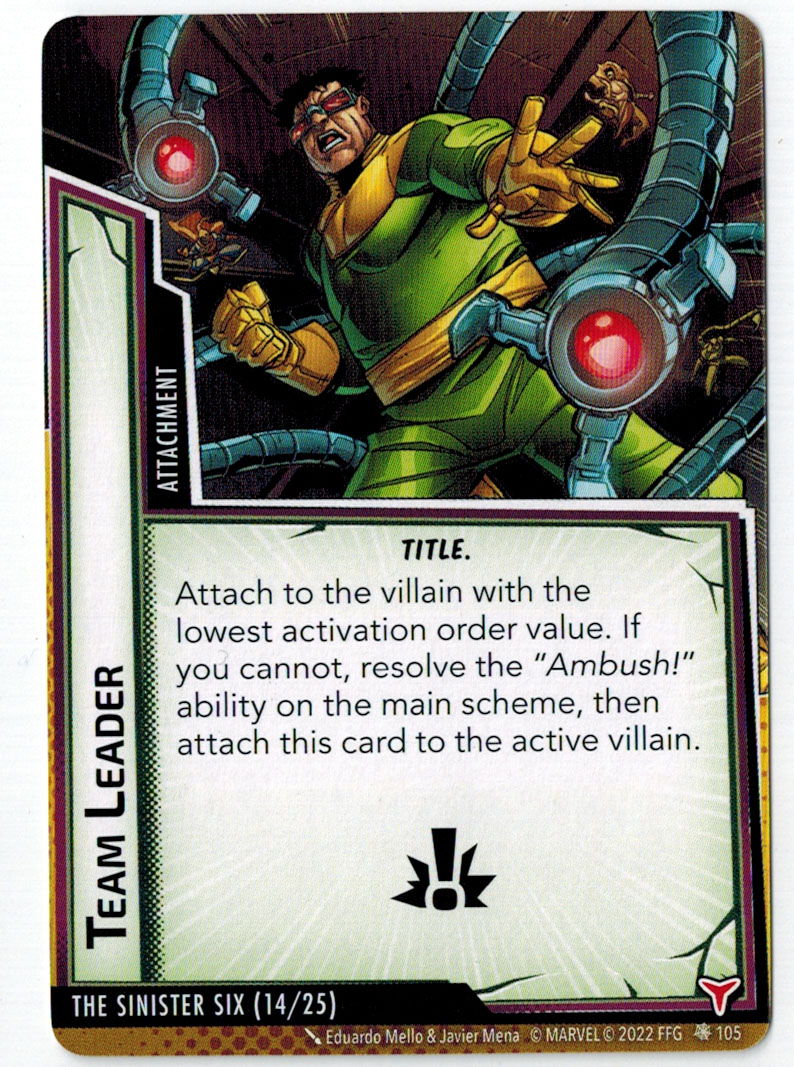 ATTACHMENT
TITLE.
Attach to the villain with the
lowest activation order value. If
you cannot, resolve the “Ambush!”
ability on the main scheme, then
attach this card to the active villain.
TEAM LEADER
THE SINISTER SIX (14/25)
Eduardo Mello & Javier Mena © MARVEL © 2022 FFG 105